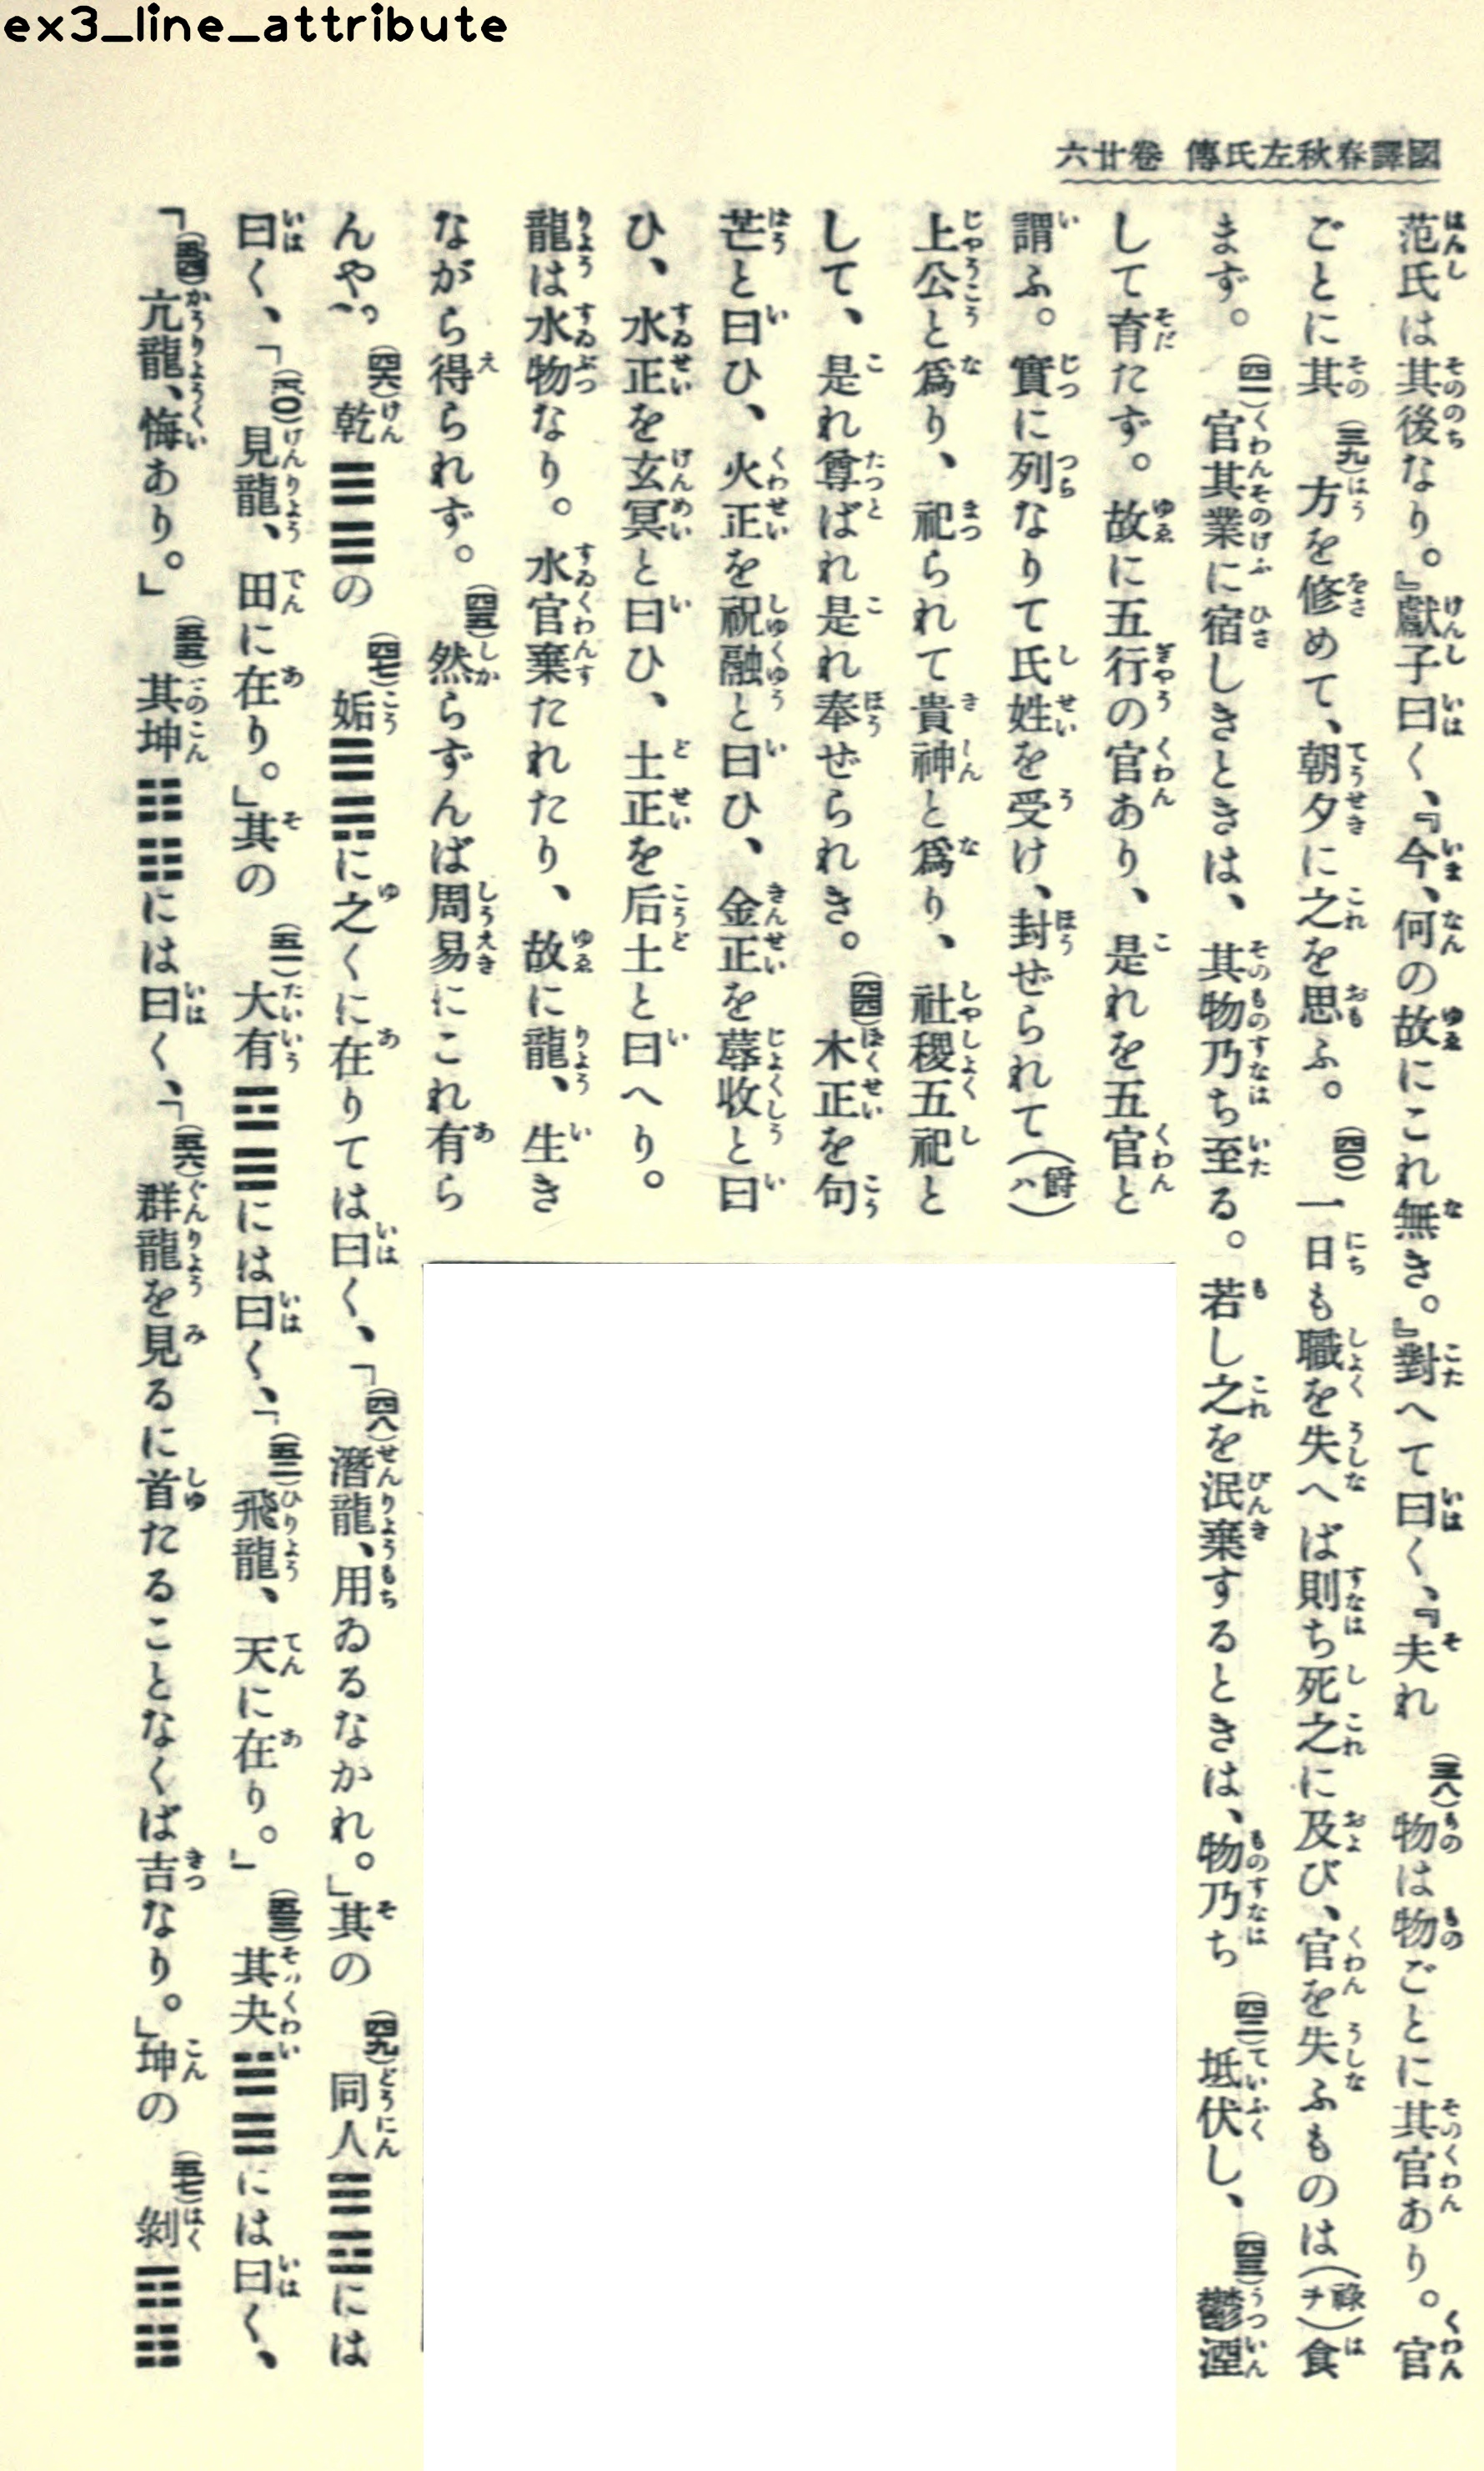 ex3_line_attribute
國譯春秋左氏傳 卷廿六
范氏は其後なり。』獻子曰く、『今、何の故にこれ無き。』對へて曰く、『夫れ(三八)物は物ごとに其官あり。官
ごとに其(三九)方を修めて、朝夕に之を思ふ。(四〇)一日も職を失へば則ち死之に及び、官を失ふものは(祿ヲ)食
まず。(四一)官其業に宿しきときは、其物乃ち至る。若し之を泯棄するときは、物乃ち(四二)坻伏し、(四三)鬱湮
して育たず。故に五行の官あり、是れを五官と
謂ふ。實に列なりて氏姓を受け、封ぜられて(爵ハ)
上公と爲り、祀られて貴神と爲り、社稷五祀と
して、是れ尊ばれ是れ奉ぜられき。(四四)木正を句
芒と曰ひ、火正を祝融と曰ひ、金正を蓐收と曰
ひ、水正を玄冥と曰ひ、土正を后土と曰へり。
龍は水物なり。水官棄たれたり、故に龍、生き
ながら得られず。(四五)然らずんば周易にこれ有ら
んや。(四六)乾☰☰の(四七)姤☰☴に之くに在りては曰く、「(四八)潛龍、用ゐるなかれ。」其の(四九)同人☰☲には
曰く、「(五〇)見龍、田に在り。」其の(五一)大有☲☰には曰く、「(五二)飛龍、天に在り。」(五三)其夬☱☰には曰く、
「(五四)亢龍、悔あり。」(五五)其坤☷☷には曰く、「(五六)群龍を見るに首たることなくば吉なり。」坤の(五七)剝☶☷